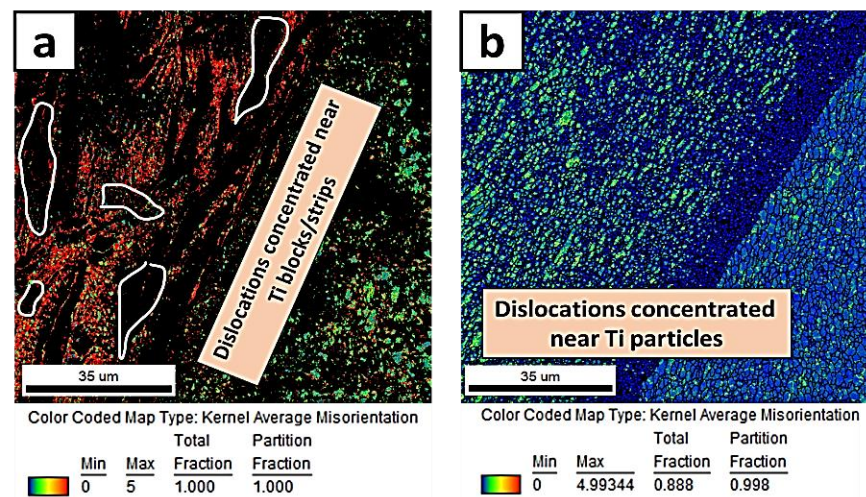 a
Dislocations concentrated near
Ti blocks/strips
35 um
Color Coded Map Type: Kernel Average Misorientation
Total Partition
Min Max Fraction Fraction
0 5 1.000 1.000
b
Dislocations concentrated
near Ti particles
35 um
Color Coded Map Type: Kernel Average Misorientation
Total Partition
Min Max Fraction Fraction
0 4.99344 0.888 0.998